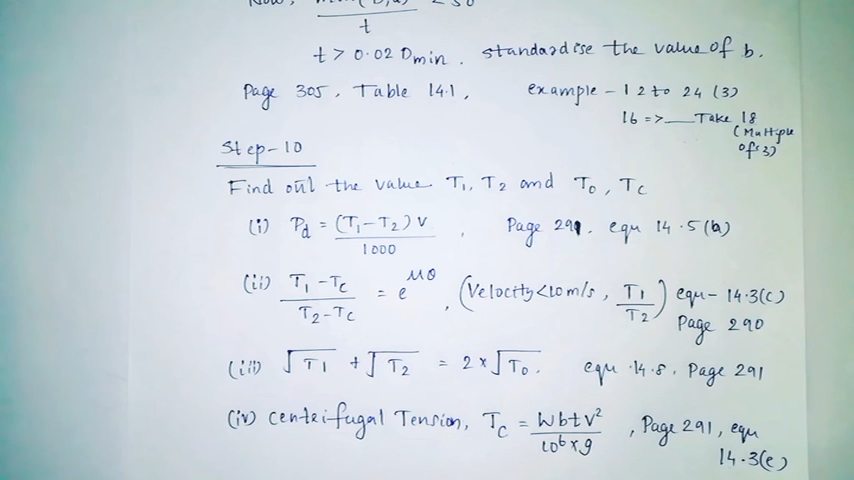 Now,
t
t > 0.02 Dmin. standardise the value of b.
Page 305, Table 14.1, example - 12 to 24 (3)
16 => Take 18
(Multiple
of 3)
Step-10
Find out the value T1, T2 and T0, Tc
(i) Pd = (T1-T2)V / 1000, Page 291. equ 14.5(a)
(ii) T1-Tc / T2-Tc = e^μθ, (Velocity<10m/s, T1/T2) equ- 14.3(c)
Page 290
(iii) √T1 + √T2 = 2 x √T0. equ. 14.8, Page 291
(iv) Centrifugal Tension, Tc = Wbtv² / 10^6 x g, Page 291, equ
14.3(e)